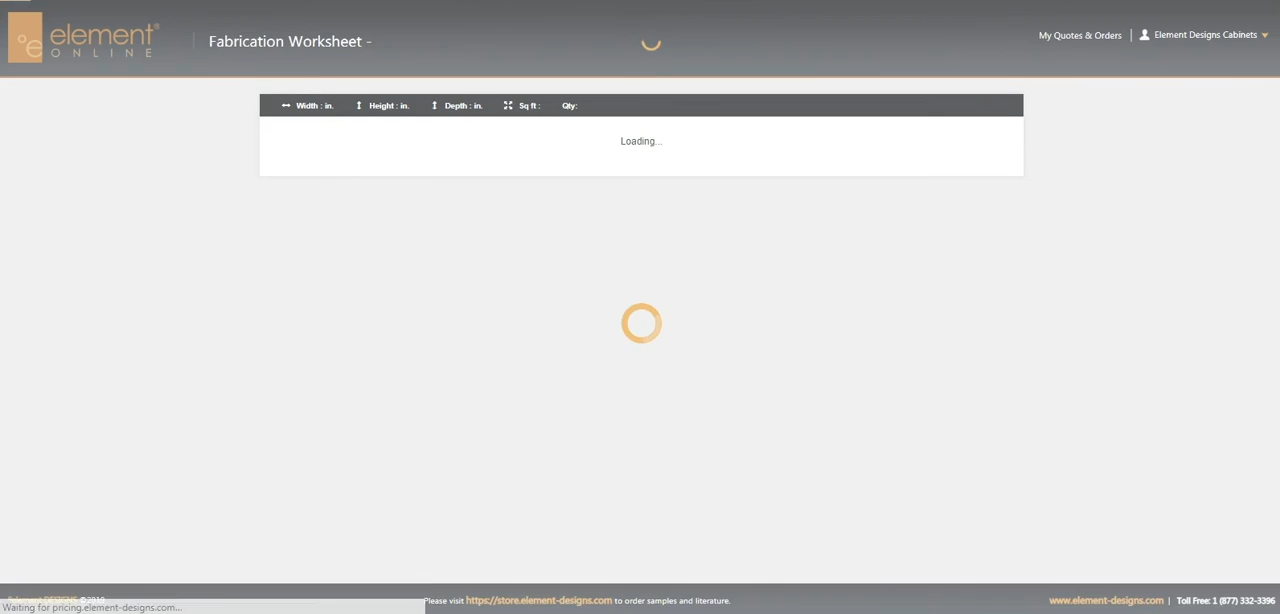 element®
ONLINE
Fabrication Worksheet -
My Quotes & Orders
Element Designs Cabinets
Width : in.
Height : in.
Depth : in.
Sq ft :
Qty:
Loading...
©2019
Waiting for pricing.element-designs.com...
Please visit https://store.element-designs.com to order samples and literature.
www.element-designs.com | Toll Free: 1 (877) 332-3396